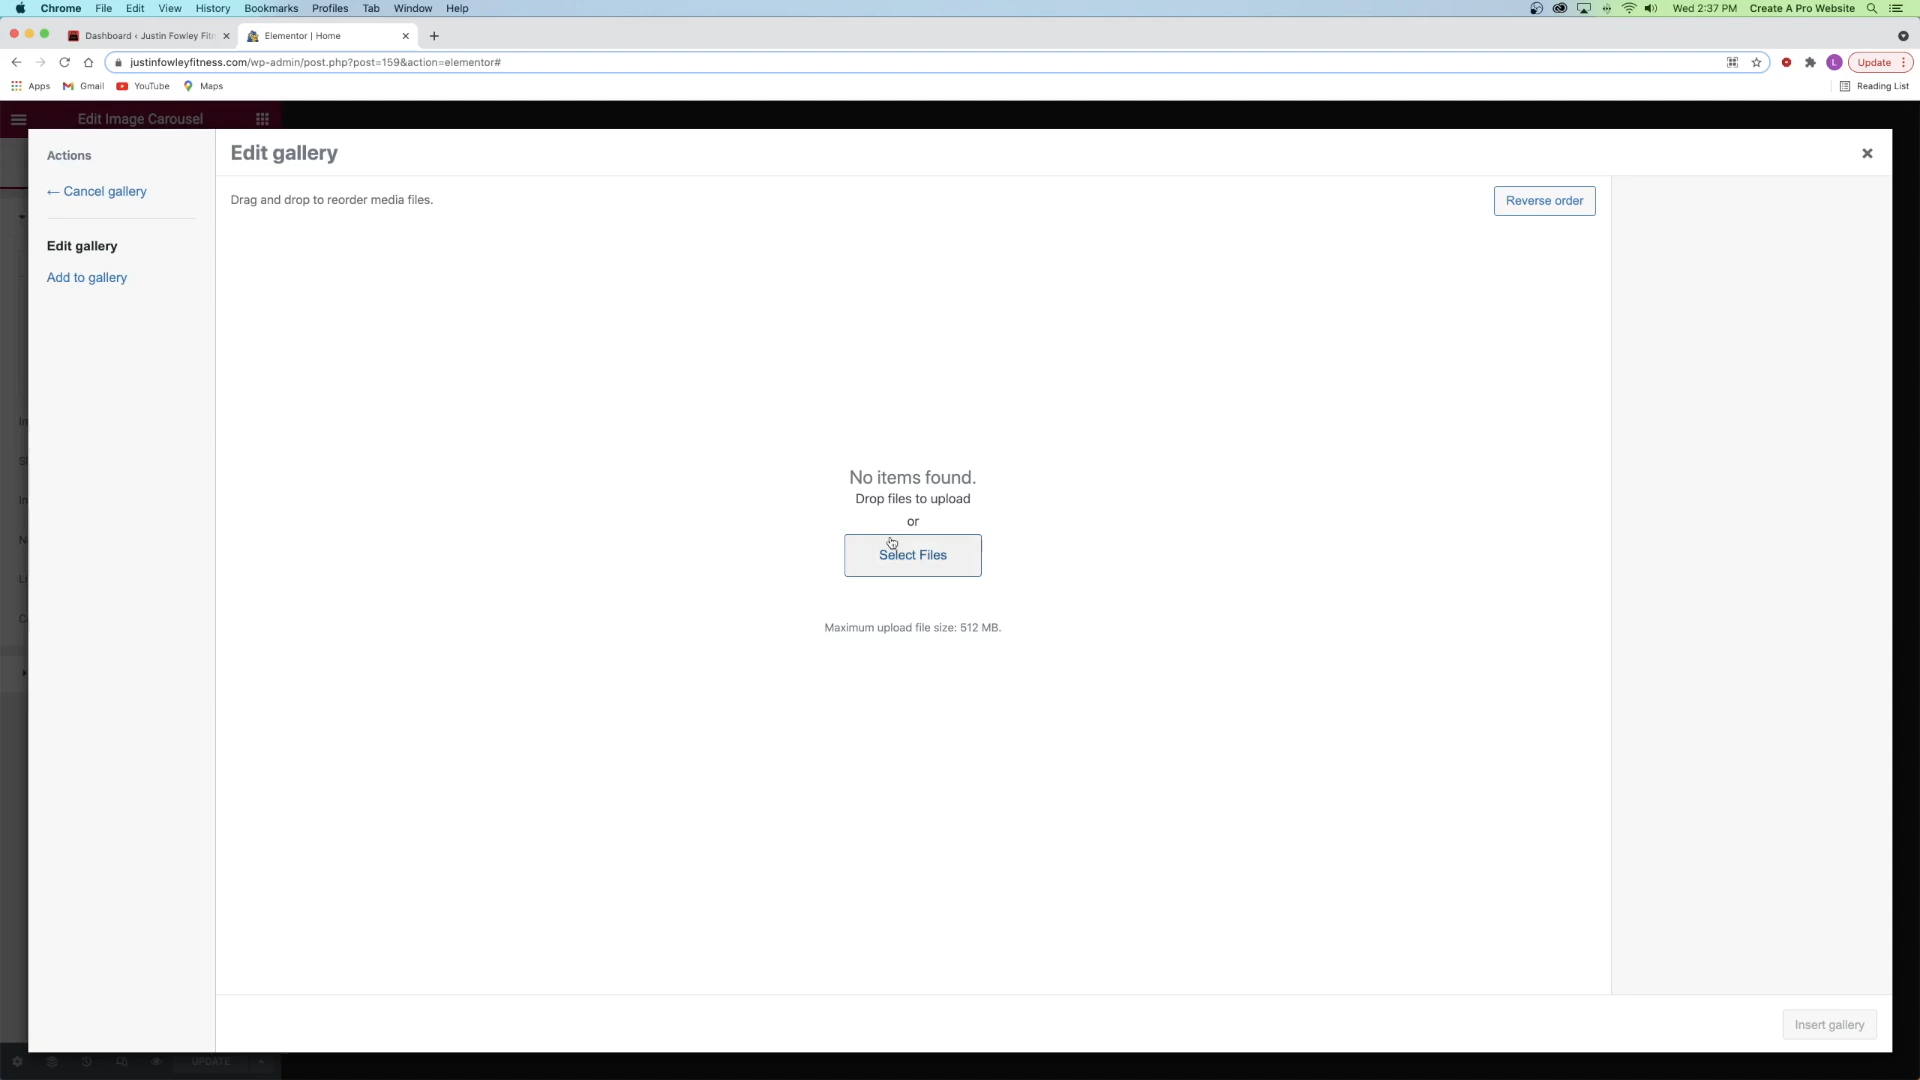 Chrome File Edit View History Bookmarks Profiles Tab Window Help Wed 2:37 PM Create A Pro Website
Dashboard ‹ Justin Fowley Fit Elementor | Home
justinfowleyfitness.com/wp-admin/post.php?post=159&action=elementor#
L Update
Apps Gmail YouTube Maps Reading List
Edit Image Carousel
Actions
Edit gallery
← Cancel gallery
Drag and drop to reorder media files.
Reverse order
Edit gallery
Add to gallery
No items found.
Drop files to upload
or
Select Files
Maximum upload file size: 512 MB.
Insert gallery
UPDATE